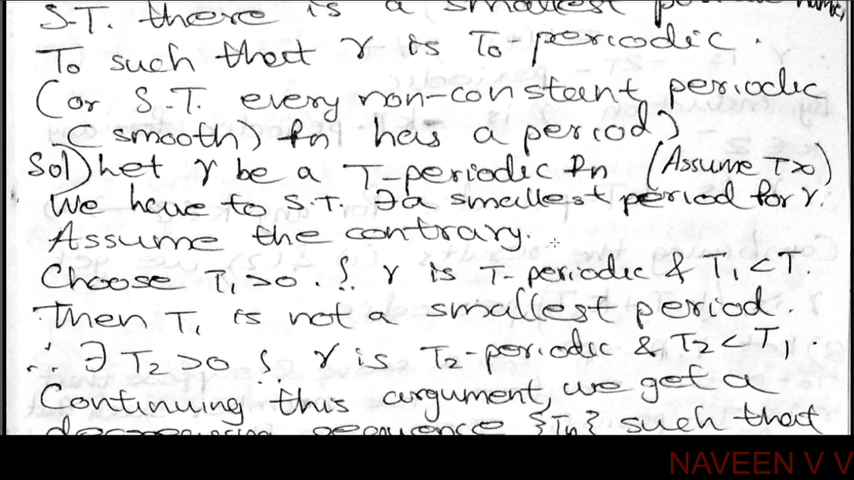 S.T. there is a smallest
To such that γ is To periodic.
(or S.T. every non-constant periodic
(smooth) fn has a period)
Sol) Let γ be a T-periodic fn (Assume T>0)
We have to S.T. ∃ a smallest period for γ.
Assume the contrary.
Choose T₁>0 ∴ γ is T-periodic & T₁<T.
Then T₁ is not a smallest period.
∴ ∃ T₂>0 ∴ γ is T₂-periodic & T₂<T₁.
Continuing this argument, we get a
decreasing sequence {Tn} such that
NAVEEN V V